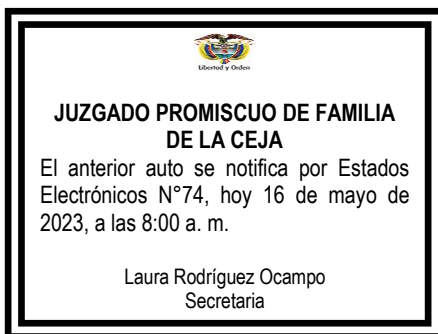 Libertad y Orden
JUZGADO PROMISCUO DE FAMILIA
DE LA CEJA
El anterior auto se notifica por Estados
Electrónicos N°74, hoy 16 de mayo de
2023, a las 8:00 a. m.
Laura Rodríguez Ocampo
Secretaria